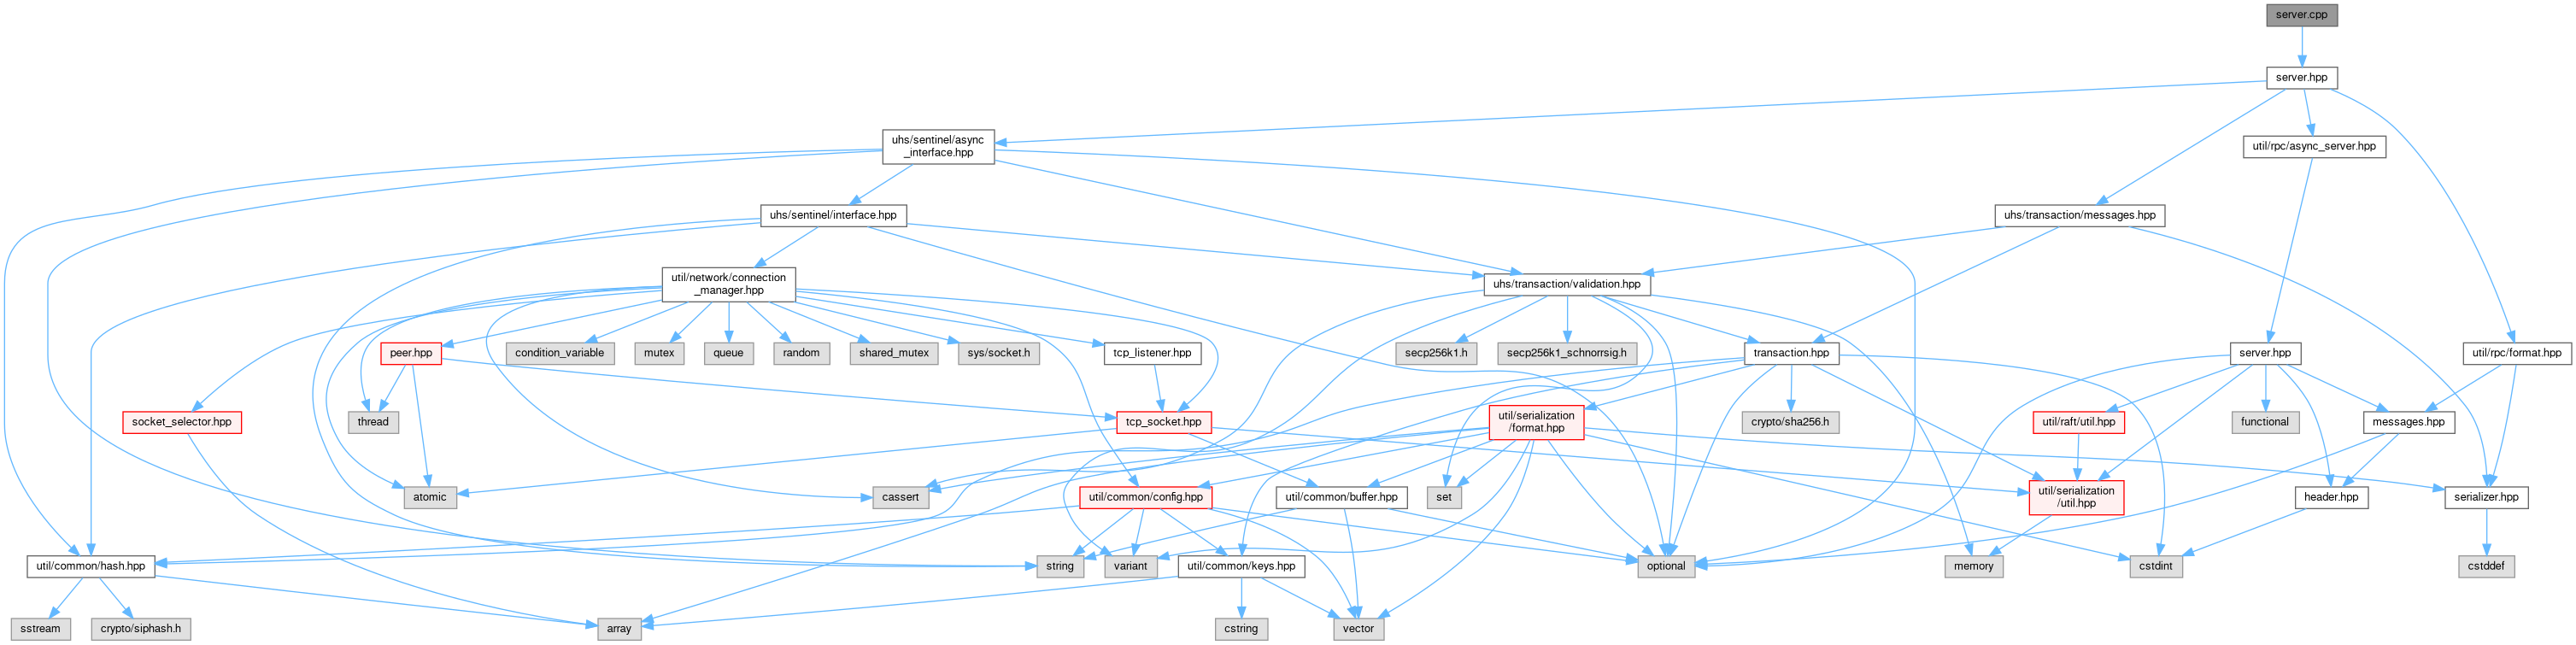 server.cpp
server.hpp
uhs/sentinel/async
_interface.hpp
util/rpc/async_server.hpp
uhs/sentinel/interface.hpp
uhs/transaction/messages.hpp
util/network/connection
_manager.hpp
uhs/transaction/validation.hpp
peer.hpp
condition_variable
mutex
queue
random
shared_mutex
sys/socket.h
tcp_listener.hpp
secp256k1.h
secp256k1_schnorrsig.h
transaction.hpp
server.hpp
util/rpc/format.hpp
socket_selector.hpp
thread
tcp_socket.hpp
util/serialization
/format.hpp
crypto/sha256.h
util/raft/util.hpp
functional
messages.hpp
atomic
cassert
util/common/config.hpp
util/common/buffer.hpp
set
util/serialization
/util.hpp
header.hpp
serializer.hpp
util/common/hash.hpp
string
variant
util/common/keys.hpp
optional
memory
cstdint
cstddef
sstream
crypto/siphash.h
array
cstring
vector